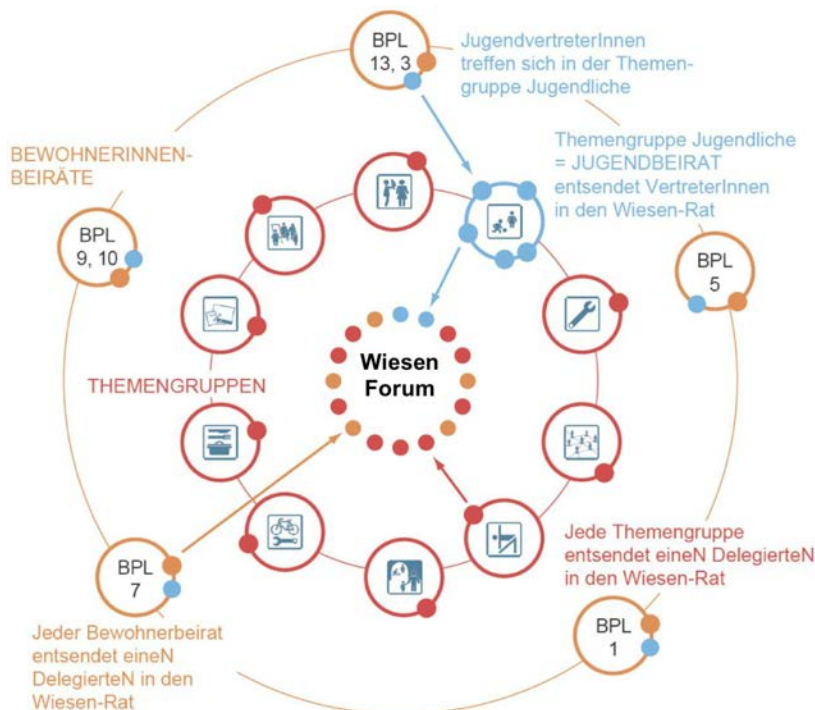 BPL
13, 3
JugendvertreterInnen
treffen sich in der Themen-
gruppe Jugendliche
Themengruppe Jugendliche
= JUGENDBEIRAT
entsendet VertreterInnen
in den Wiesen-Rat
BEWOHNERINNEN-
BEIRÄTE
BPL
9, 10
BPL
5
Wiesen
Forum
THEMENGRUPPEN
Jede Themengruppe
entsendet eineN DelegierteN
in den Wiesen-Rat
BPL
7
BPL
1
Jeder Bewohnerbeirat
entsendet eineN
DelegierteN in den
Wiesen-Rat